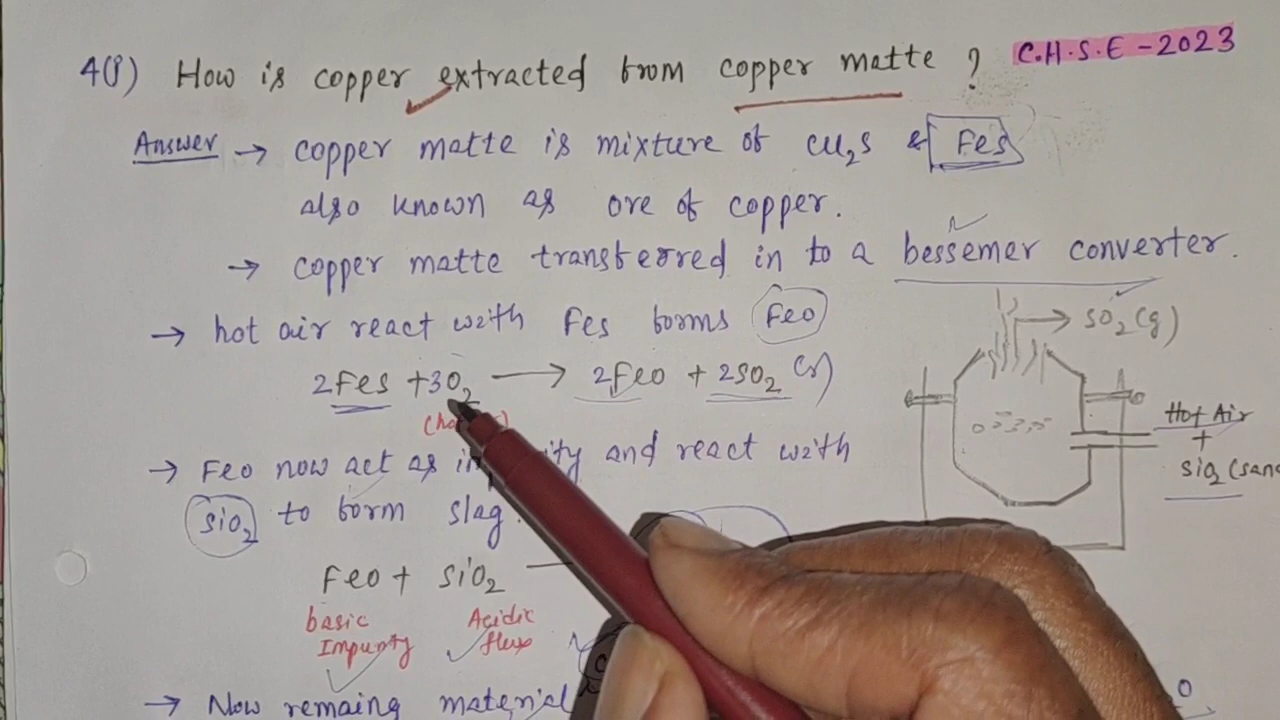 4(i) How is copper extracted from copper matte ? C.H.S.E - 2023
Answer → copper matte is mixture of Cu₂S & FeS
also known as ore of copper.
→ copper matte transferred in to a bessemer converter.
→ hot air react with Fes forms FeO
2FeS + 3O₂ → 2FeO + 2SO₂
SO₂(g)
Hot Air
+
SiO₂ (san
→ FeO now act as and react with
SiO₂ to form slag.
FeO + SiO₂ —
basic
Impurity
Acidic
flux
→ Now remaing material